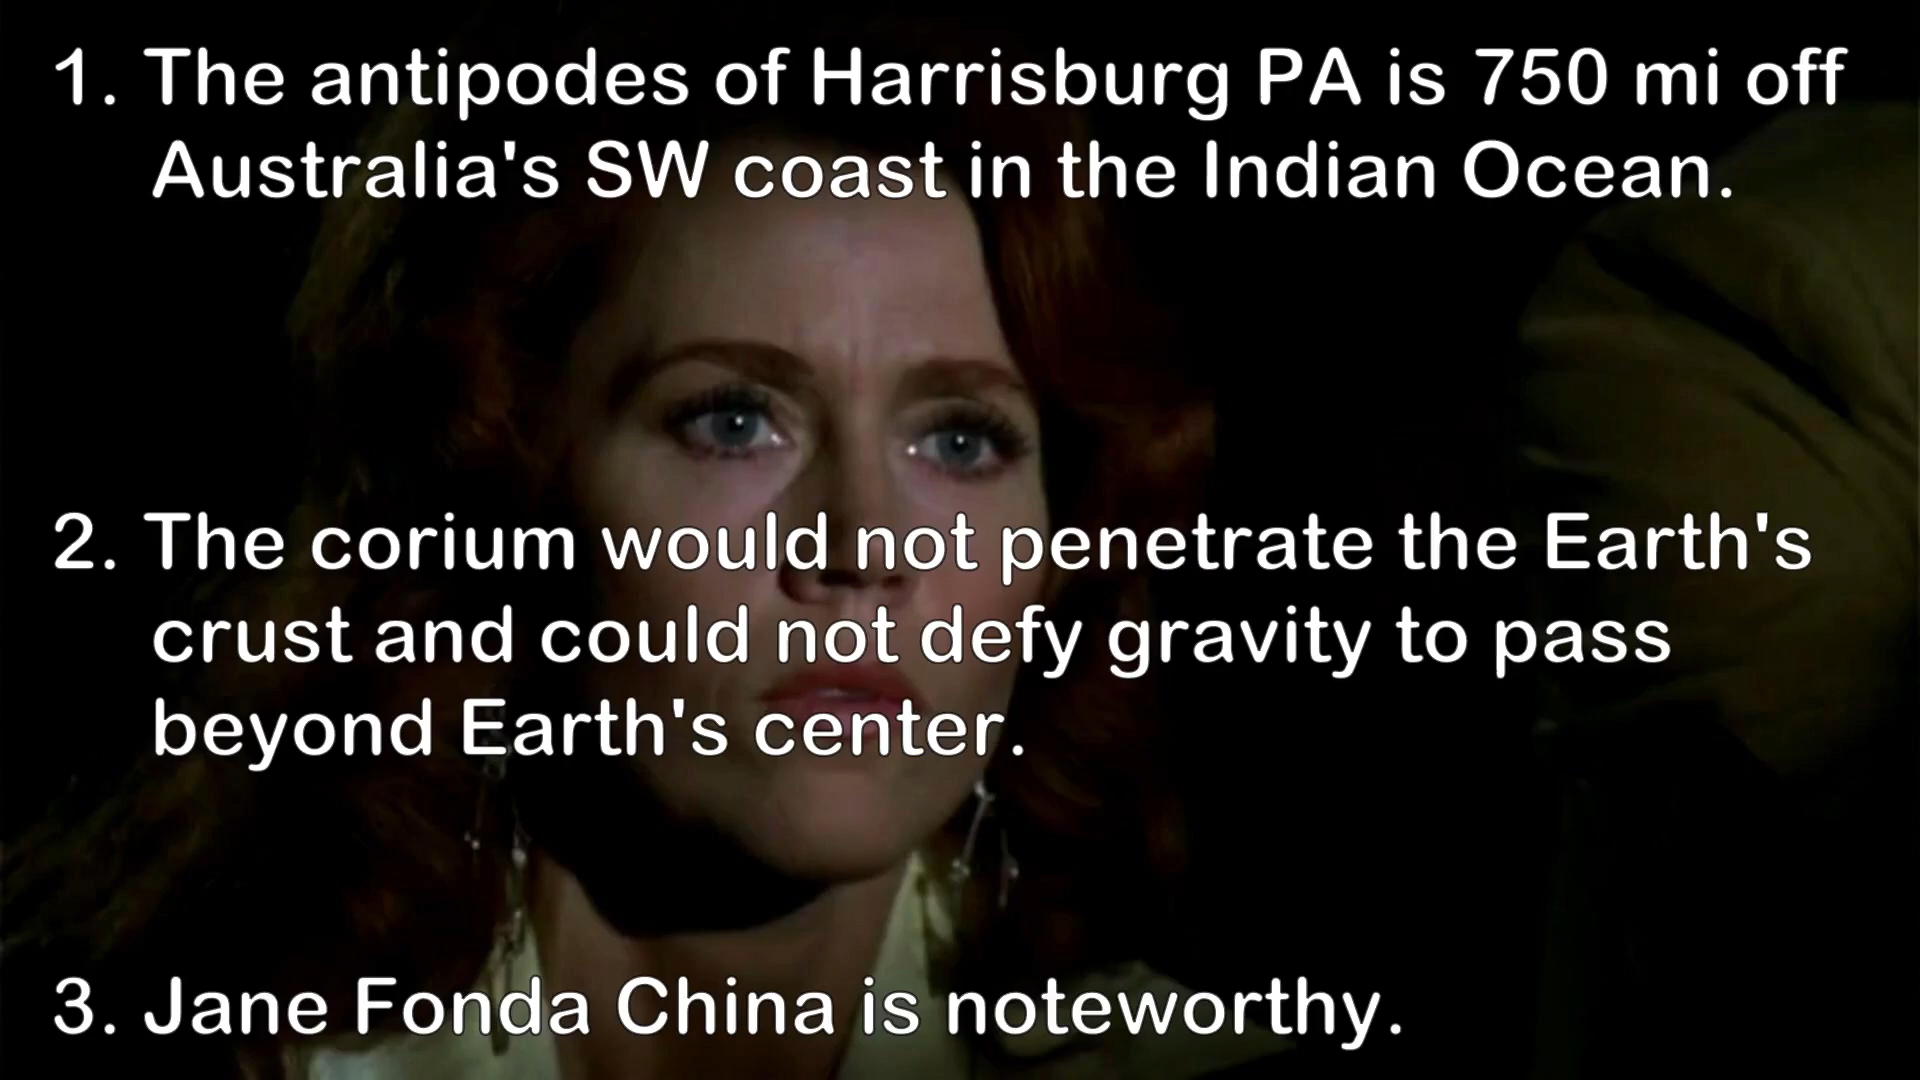 1. The antipodes of Harrisburg PA is 750 mi off
Australia's SW coast in the Indian Ocean.
2. The corium would not penetrate the Earth's
crust and could not defy gravity to pass
beyond Earth's center.
3. Jane Fonda China is noteworthy.